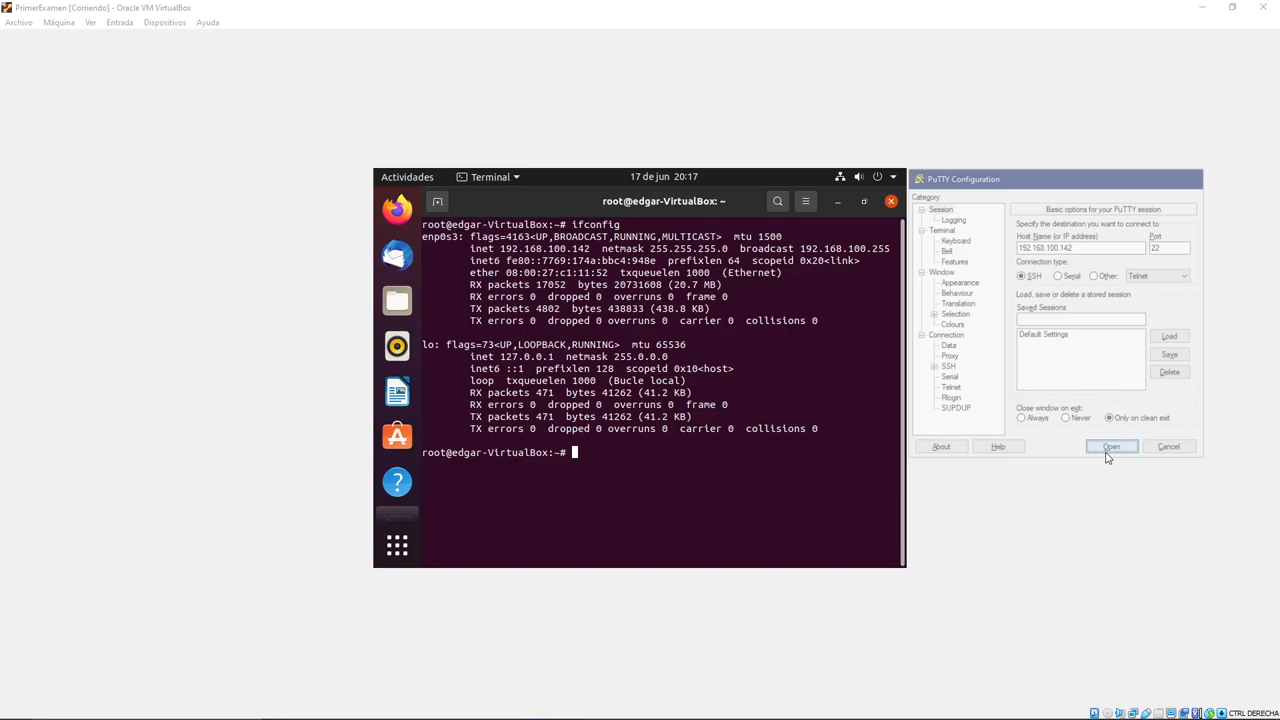 PrimerExamen [Corriendo] - Oracle VM VirtualBox
Archivo Máquina Ver Entrada Dispositivos Ayuda
Actividades Terminal 17 de jun 20:17
root@edgar-VirtualBox: ~
root@edgar-VirtualBox:~# ifconfig
enp0s3: flags=4163<UP,BROADCAST,RUNNING,MULTICAST> mtu 1500
inet 192.168.100.142 netmask 255.255.255.0 broadcast 192.168.100.255
inet6 fe80::7769:174a:bbc4:948e prefixlen 64 scopeid 0x20<link>
ether 08:00:27:c1:11:52 txqueuelen 1000 (Ethernet)
RX packets 17052 bytes 20731608 (20.7 MB)
RX errors 0 dropped 0 overruns 0 frame 0
TX packets 4802 bytes 438833 (438.8 KB)
TX errors 0 dropped 0 overruns 0 carrier 0 collisions 0
lo: flags=73<UP,LOOPBACK,RUNNING> mtu 65536
inet 127.0.0.1 netmask 255.0.0.0
inet6 ::1 prefixlen 128 scopeid 0x10<host>
loop txqueuelen 1000 (Bucle local)
RX packets 471 bytes 41262 (41.2 KB)
RX errors 0 dropped 0 overruns 0 frame 0
TX packets 471 bytes 41262 (41.2 KB)
TX errors 0 dropped 0 overruns 0 carrier 0 collisions 0
root@edgar-VirtualBox:~#
PuTTY Configuration
Category:
Session
Logging
Terminal
Keyboard
Bell
Features
Window
Appearance
Behaviour
Translation
Selection
Colours
Connection
Data
Proxy
SSH
Serial
Telnet
Rlogin
SUPDUP
Basic options for your PuTTY session
Specify the destination you want to connect to
Host Name (or IP address) Port
192.168.100.142 22
Connection type:
SSH Serial Other: Telnet
Load, save or delete a stored session
Saved Sessions
Default Settings
Load
Save
Delete
Close window on exit:
Always Never Only on clean exit
About Help Open Cancel
CTRL DERECHA